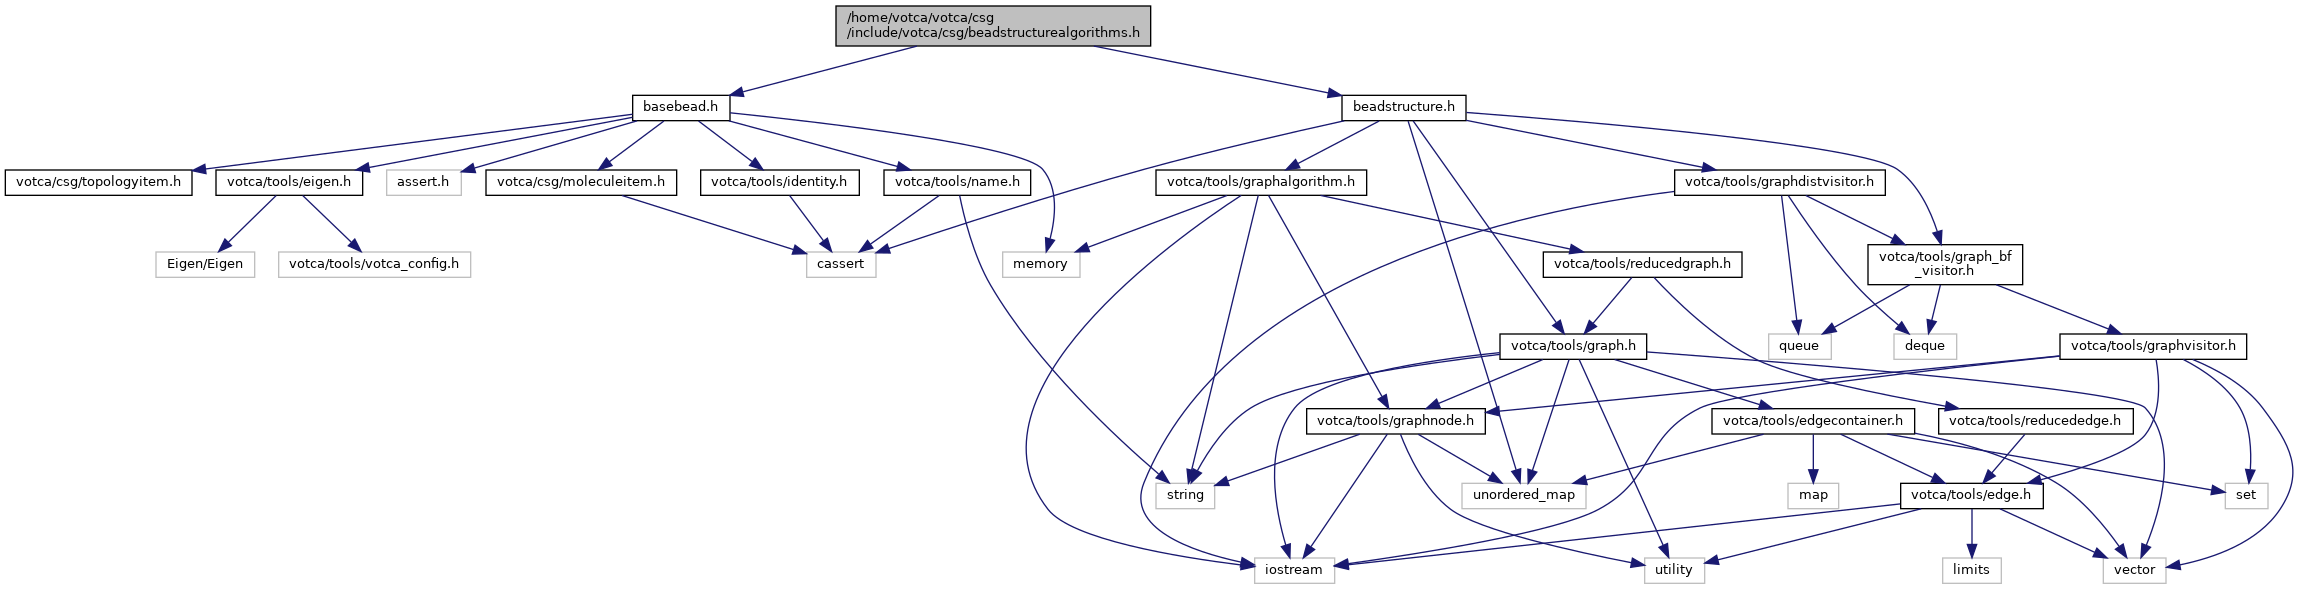 /home/votca/votca/csg
/include/votca/csg/beadstructurealgorithms.h
basebead.h
beadstructure.h
votca/csg/topologyitem.h
votca/tools/eigen.h
assert.h
votca/csg/moleculeitem.h
votca/tools/identity.h
votca/tools/name.h
votca/tools/graphalgorithm.h
votca/tools/graphdistvisitor.h
Eigen/Eigen
votca/tools/votca_config.h
cassert
memory
votca/tools/reducedgraph.h
votca/tools/graph_bf
_visitor.h
votca/tools/graph.h
queue
deque
votca/tools/graphvisitor.h
votca/tools/graphnode.h
votca/tools/edgecontainer.h
votca/tools/reducededge.h
string
unordered_map
map
votca/tools/edge.h
set
iostream
utility
limits
vector